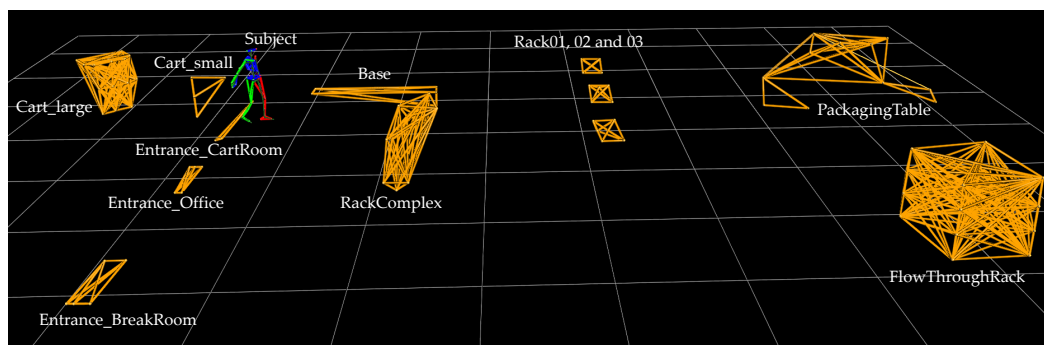 Subject
Rack01, 02 and 03
Cart_small
Base
Cart_large
PackagingTable
Entrance_CartRoom
Entrance_Office
RackComplex
FlowThroughRack
Entrance_BreakRoom